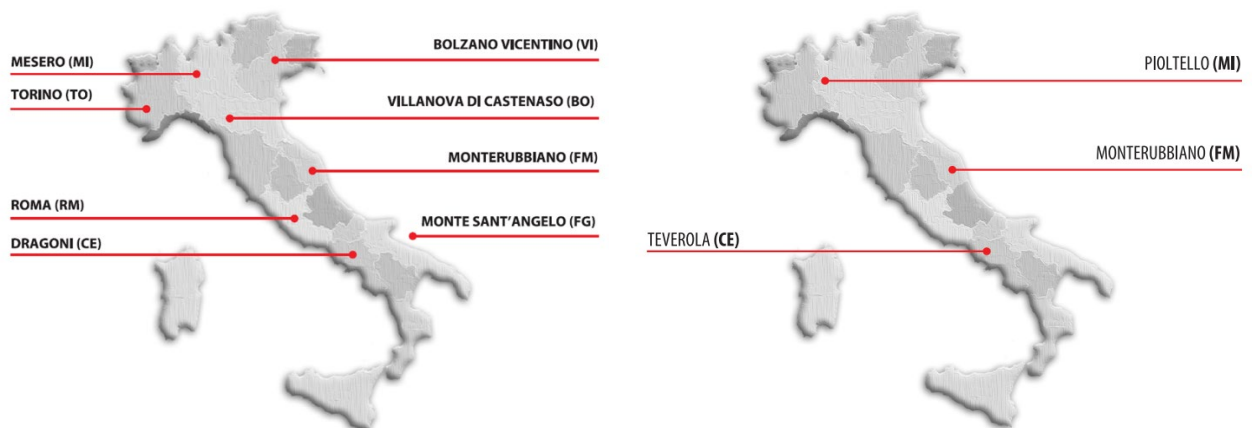 BOLZANO VICENTINO (VI)
MESERO (MI)
TORINO (TO)
VILLANOVA DI CASTENASO (BO)
MONTERUBBIANO (FM)
ROMA (RM)
MONTE SANT'ANGELO (FG)
DRAGONI (CE)
PIOLTELLO (MI)
MONTERUBBIANO (FM)
TEVEROLA (CE)